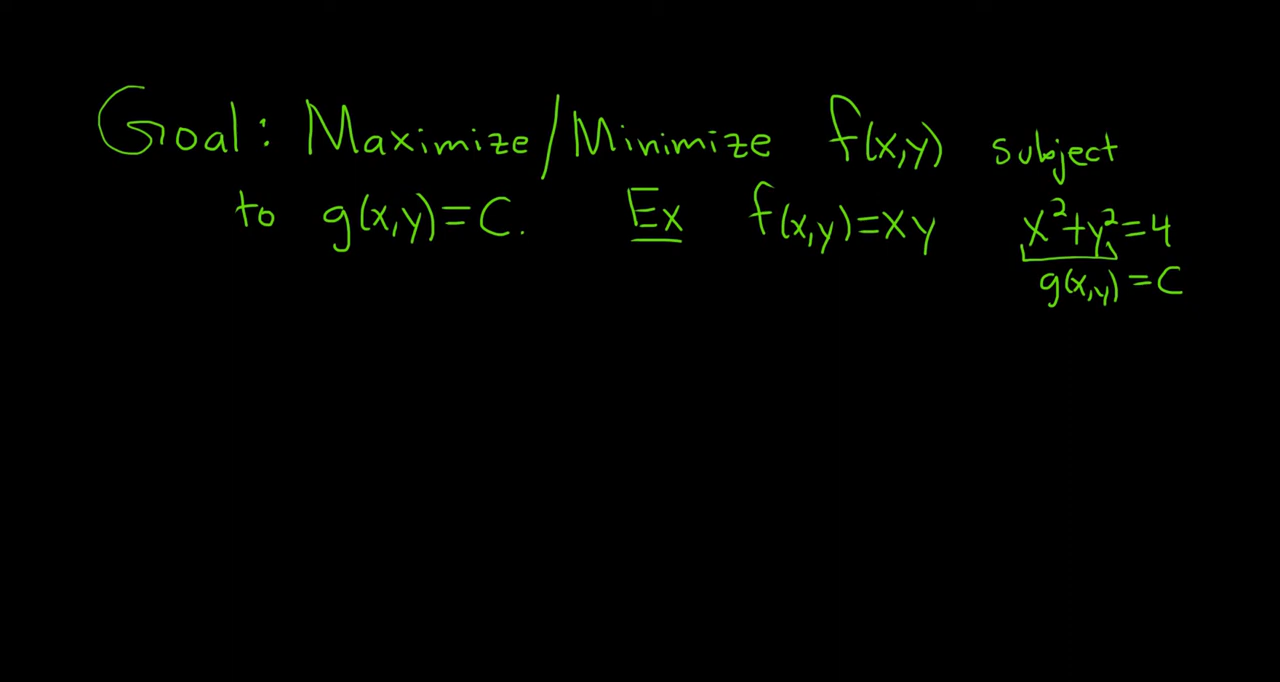 Goal: Maximize/Minimize f(x,y) subject
to g(x,y)=C. Ex f(x,y)=xy x²+y²=4
g(x,y)=C